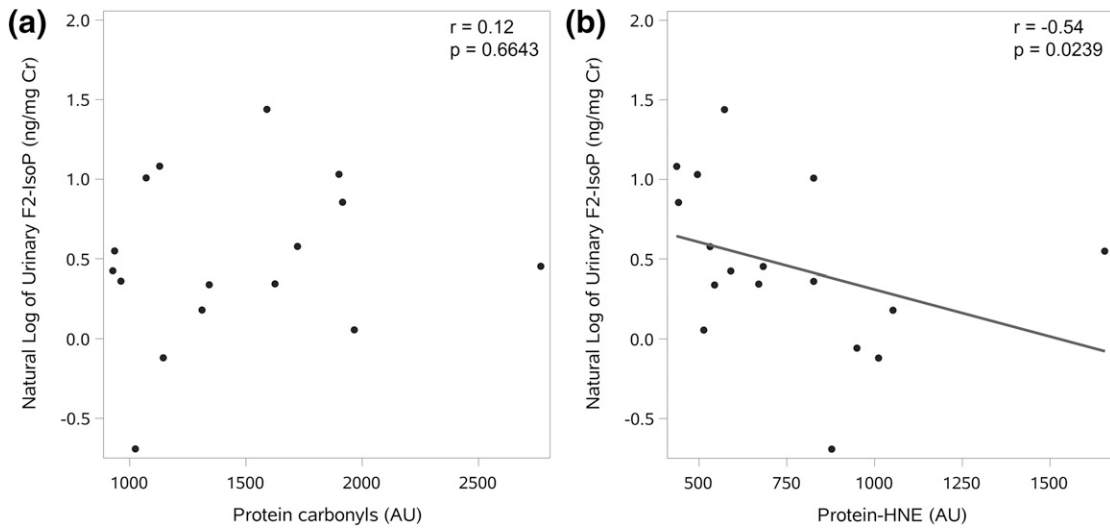 (a)
r = 0.12
p = 0.6643
2.0
1.5
1.0
0.5
0.0
-0.5
Natural Log of Urinary F2-IsoP (ng/mg Cr)
1000 1500 2000 2500
Protein carbonyls (AU)
(b)
r = -0.54
p = 0.0239
2.0
1.5
1.0
0.5
0.0
-0.5
Natural Log of Urinary F2-IsoP (ng/mg Cr)
500 750 1000 1250 1500
Protein-HNE (AU)